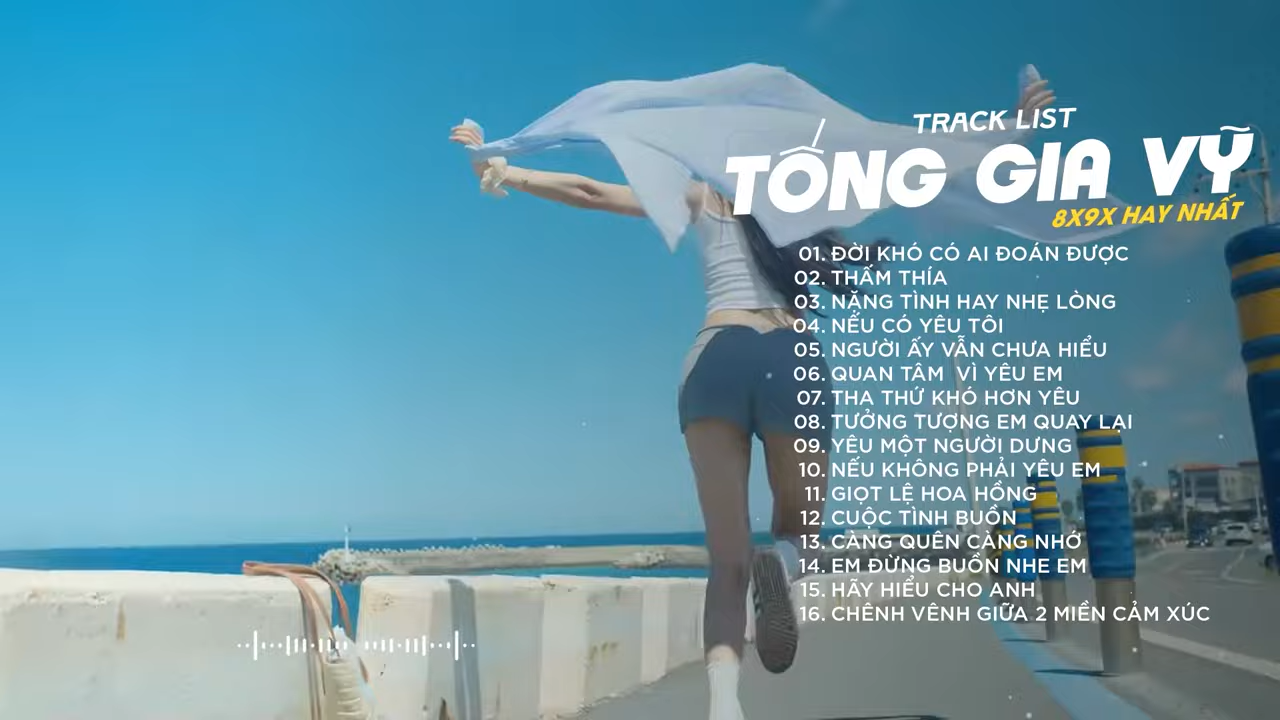 TRACK LIST
TỐNG GIA VỸ
8X9X HAY NHẤT
01. ĐỜI KHÓ CÓ AI ĐOÁN ĐƯỢC
02. THẤM THÍA
03. NẶNG TÌNH HAY NHẸ LÒNG
04. NẾU CÓ YÊU TÔI
05. NGƯỜI ẤY VẪN CHƯA HIỂU
06. QUAN TÂM VÌ YÊU EM
07. THA THỨ KHÓ HƠN YÊU
08. TƯỞNG TƯỢNG EM QUAY LẠI
09. YÊU MỘT NGƯỜI DƯNG
10. NẾU KHÔNG PHẢI YÊU EM
11. GIỌT LỆ HOA HỒNG
12. CUỘC TÌNH BUỒN
13. CÀNG QUÊN CÀNG NHỚ
14. EM ĐỪNG BUỒN NHE EM
15. HÃY HIỂU CHO ANH
16. CHÊNH VÊNH GIỮA 2 MIỀN CẢM XÚC